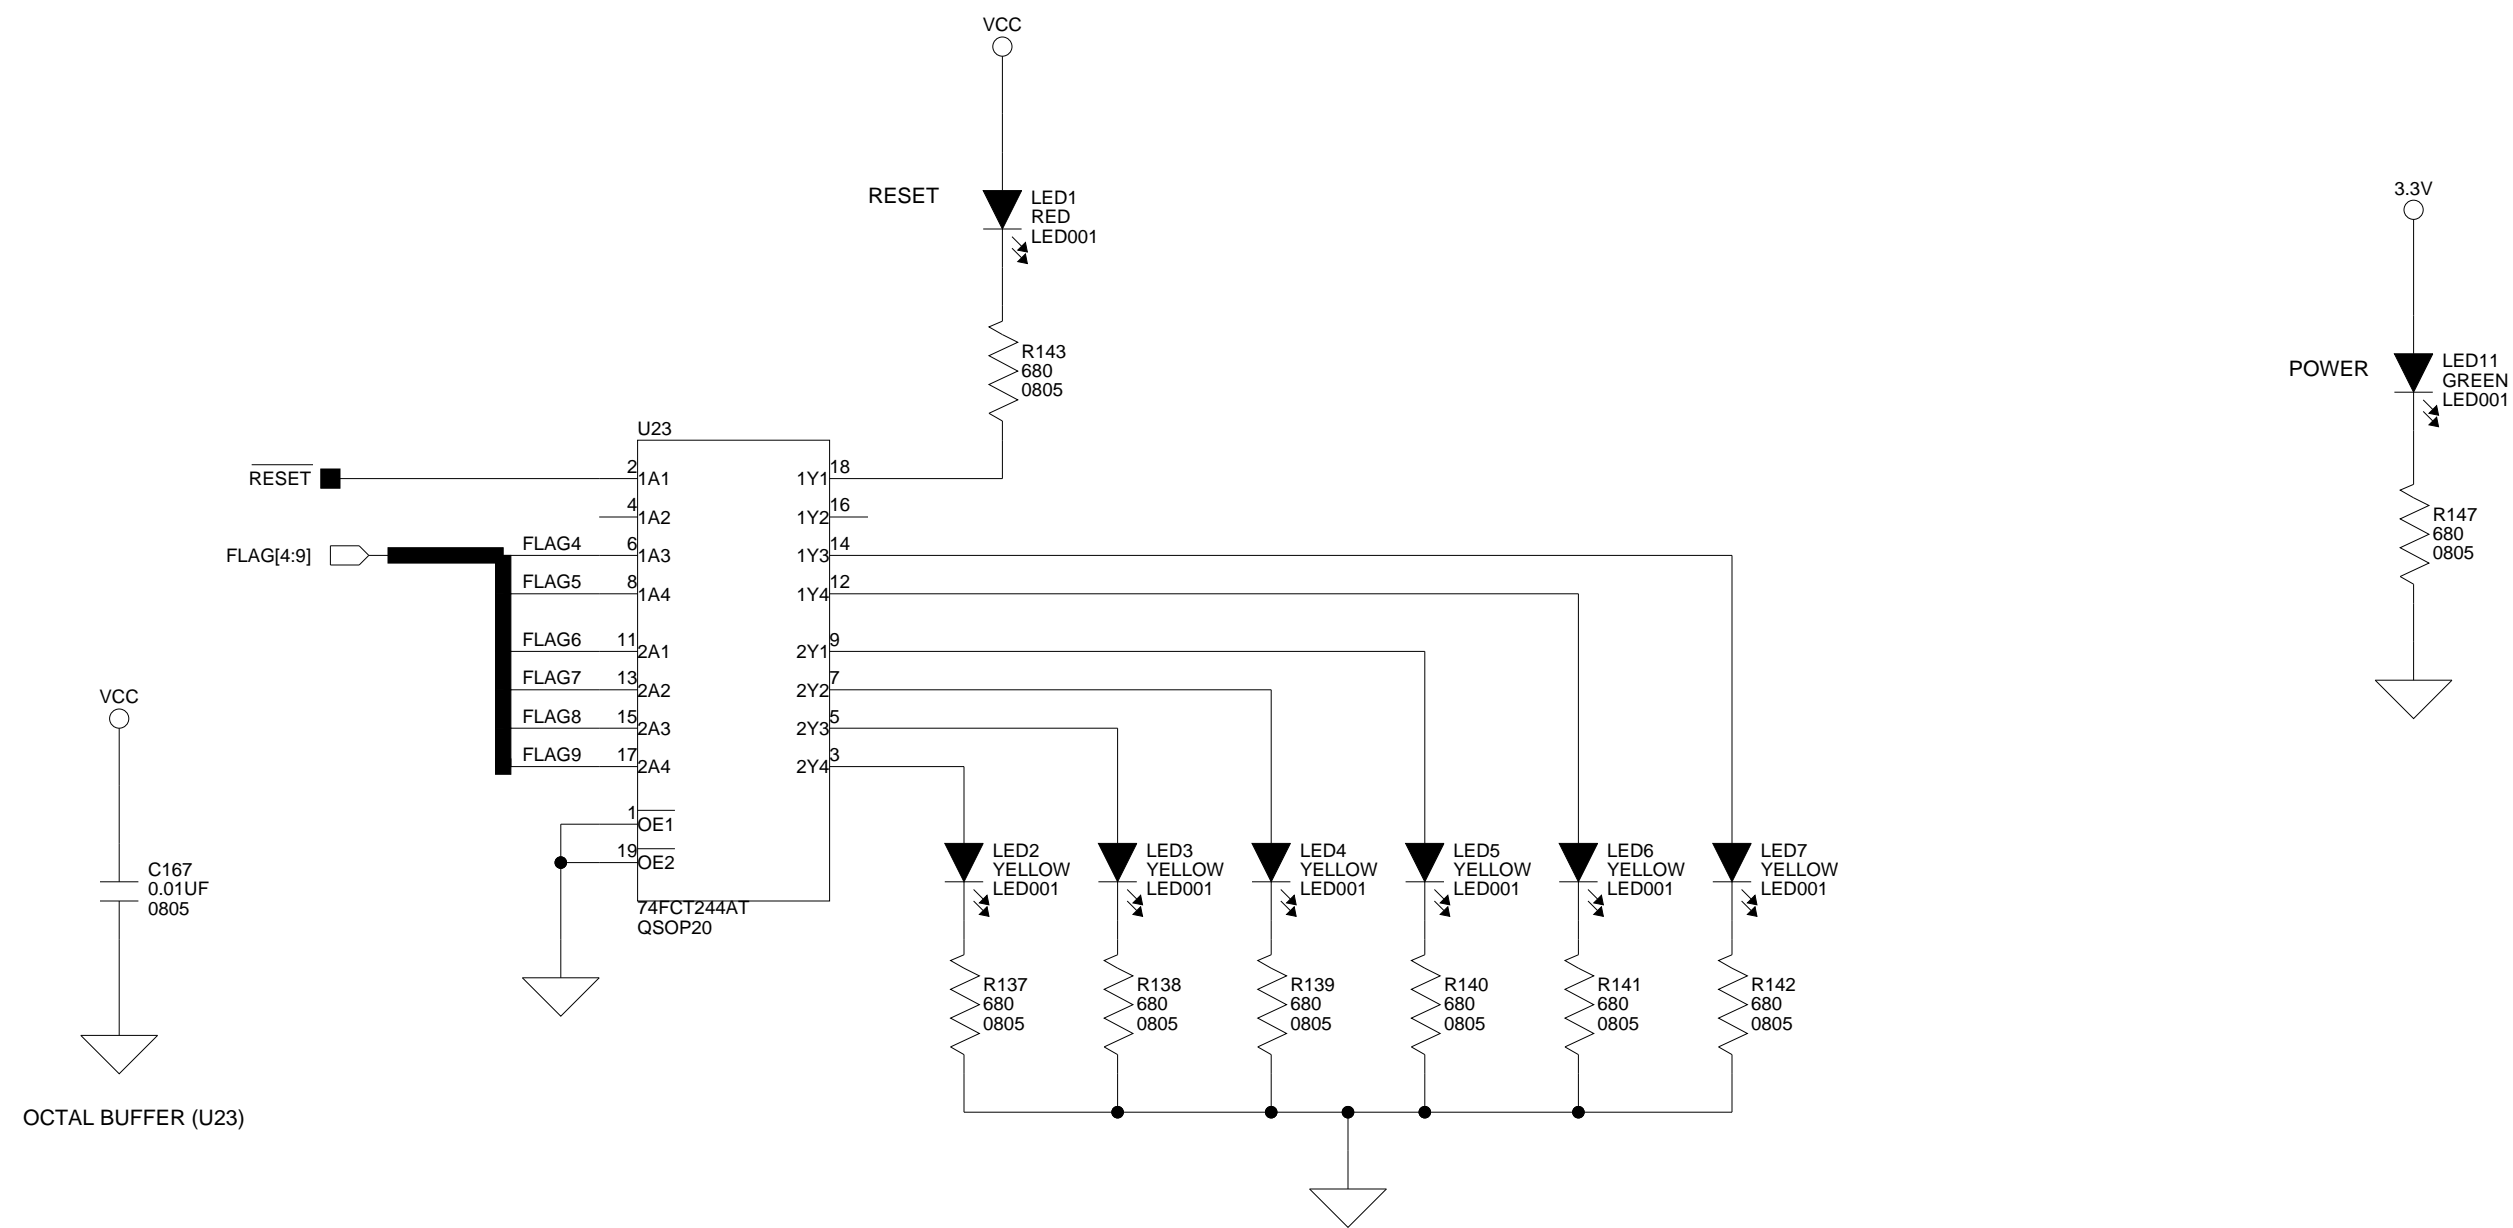 VCC
RESET
LED1
RED
LED001
3.3V
POWER
LED11
GREEN
LED001
R143
680
0805
R147
680
0805
U23
RESET
2
1A1
1Y1
18
4
1A2
1Y2
16
FLAG[4:9]
FLAG4
6
1A3
1Y3
14
FLAG5
8
1A4
1Y4
12
FLAG6
11
2A1
2Y1
9
FLAG7
13
2A2
2Y2
7
FLAG8
15
2A3
2Y3
5
FLAG9
17
2A4
2Y4
3
1
OE1
19
OE2
74FCT244AT
QSOP20
VCC
C167
0.01UF
0805
OCTAL BUFFER (U23)
LED2
YELLOW
LED001
LED3
YELLOW
LED001
LED4
YELLOW
LED001
LED5
YELLOW
LED001
LED6
YELLOW
LED001
LED7
YELLOW
LED001
R137
680
0805
R138
680
0805
R139
680
0805
R140
680
0805
R141
680
0805
R142
680
0805